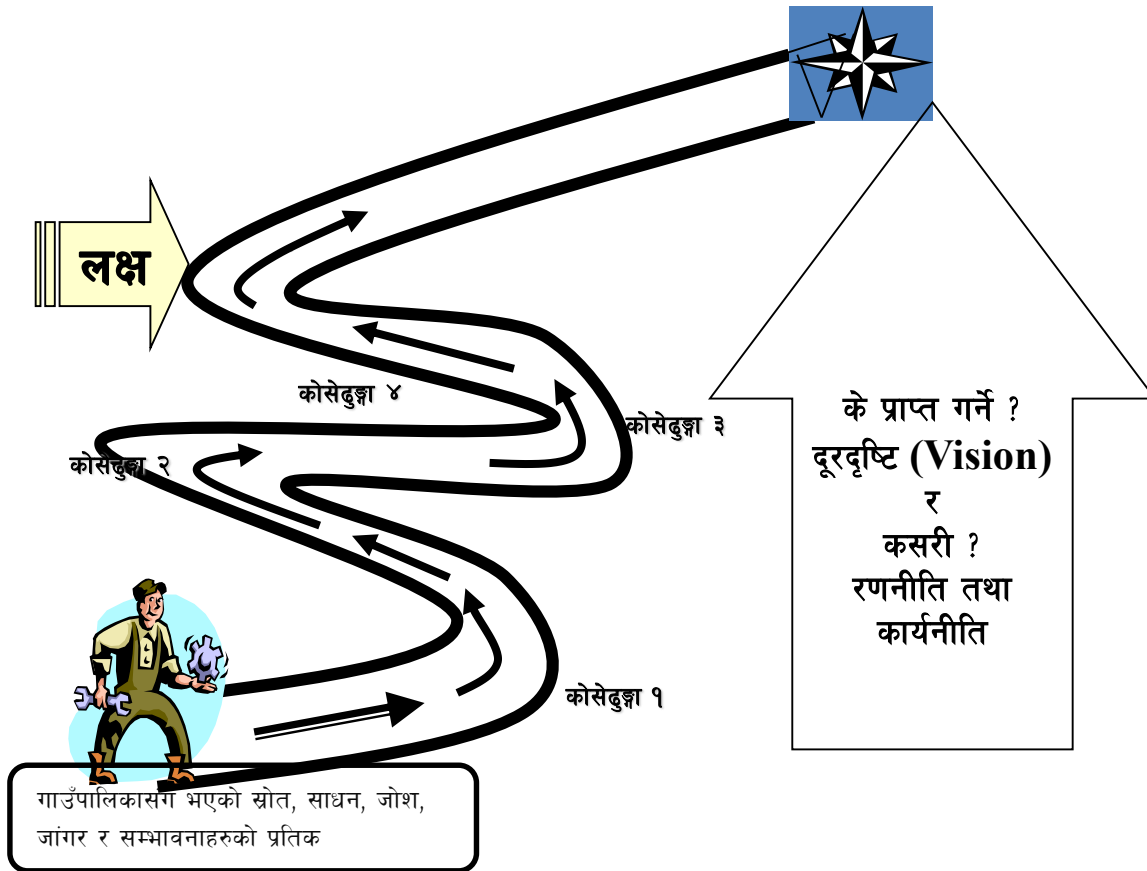 लक्ष
कोसेढुङ्गा ४
कोसेढुङ्गा ३
कोसेढुङ्गा २
कोसेढुङ्गा १
के प्राप्त गर्ने ?
दूरदृष्टि (Vision)
र
कसरी ?
रणनीति तथा
कार्यनीति
गाउँपालिकासंग भएको स्रोत, साधन, जोश,
जांगर र सम्भावनाहरुको प्रतिक